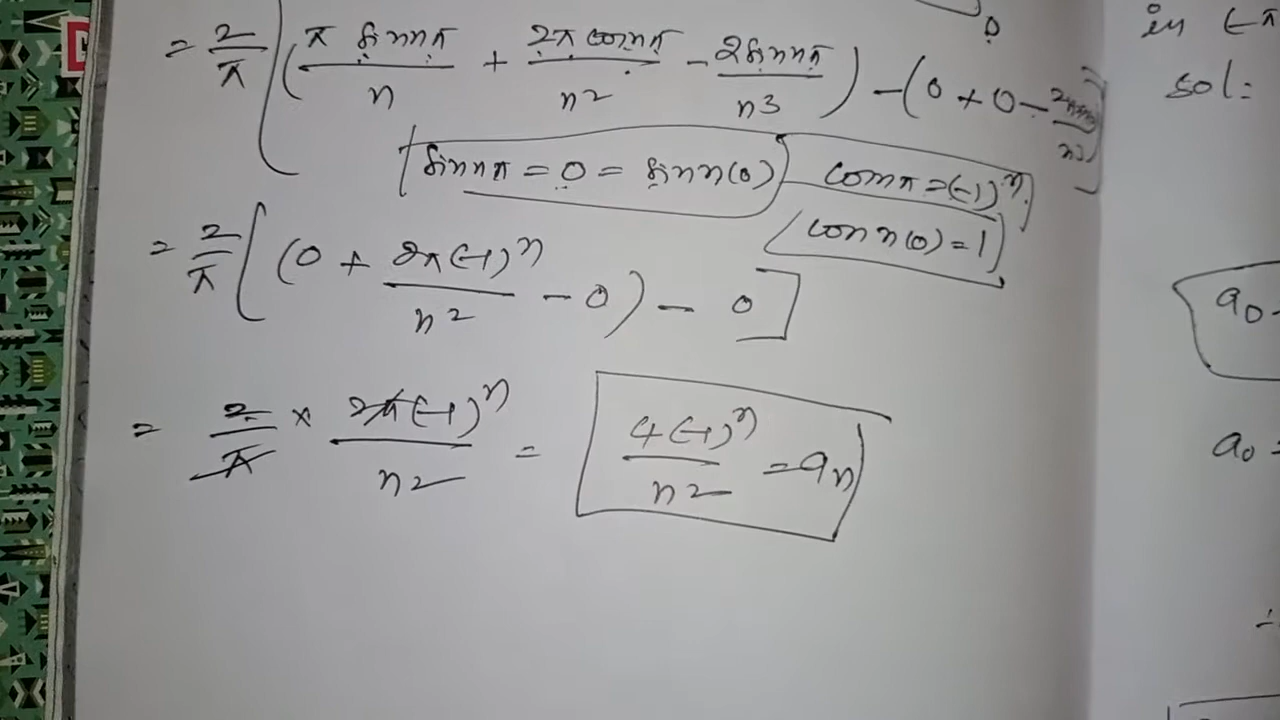 = 2/π [ ( π sin nπ / n + 2π cos nπ / n2 - 2 sin nπ / n3 ) - ( 0 + 0 -
sin nπ = 0 = sin n(0) cos nπ = (-1)^n
cos n(0) = 1
= 2/π [ ( 0 + 2π(-1)^n / n2 - 0 ) - 0 ]
= 2/π × 2π(-1)^n / n2 = 4(-1)^n / n2 = an
0
in (-π
sol:
a0
a0 =